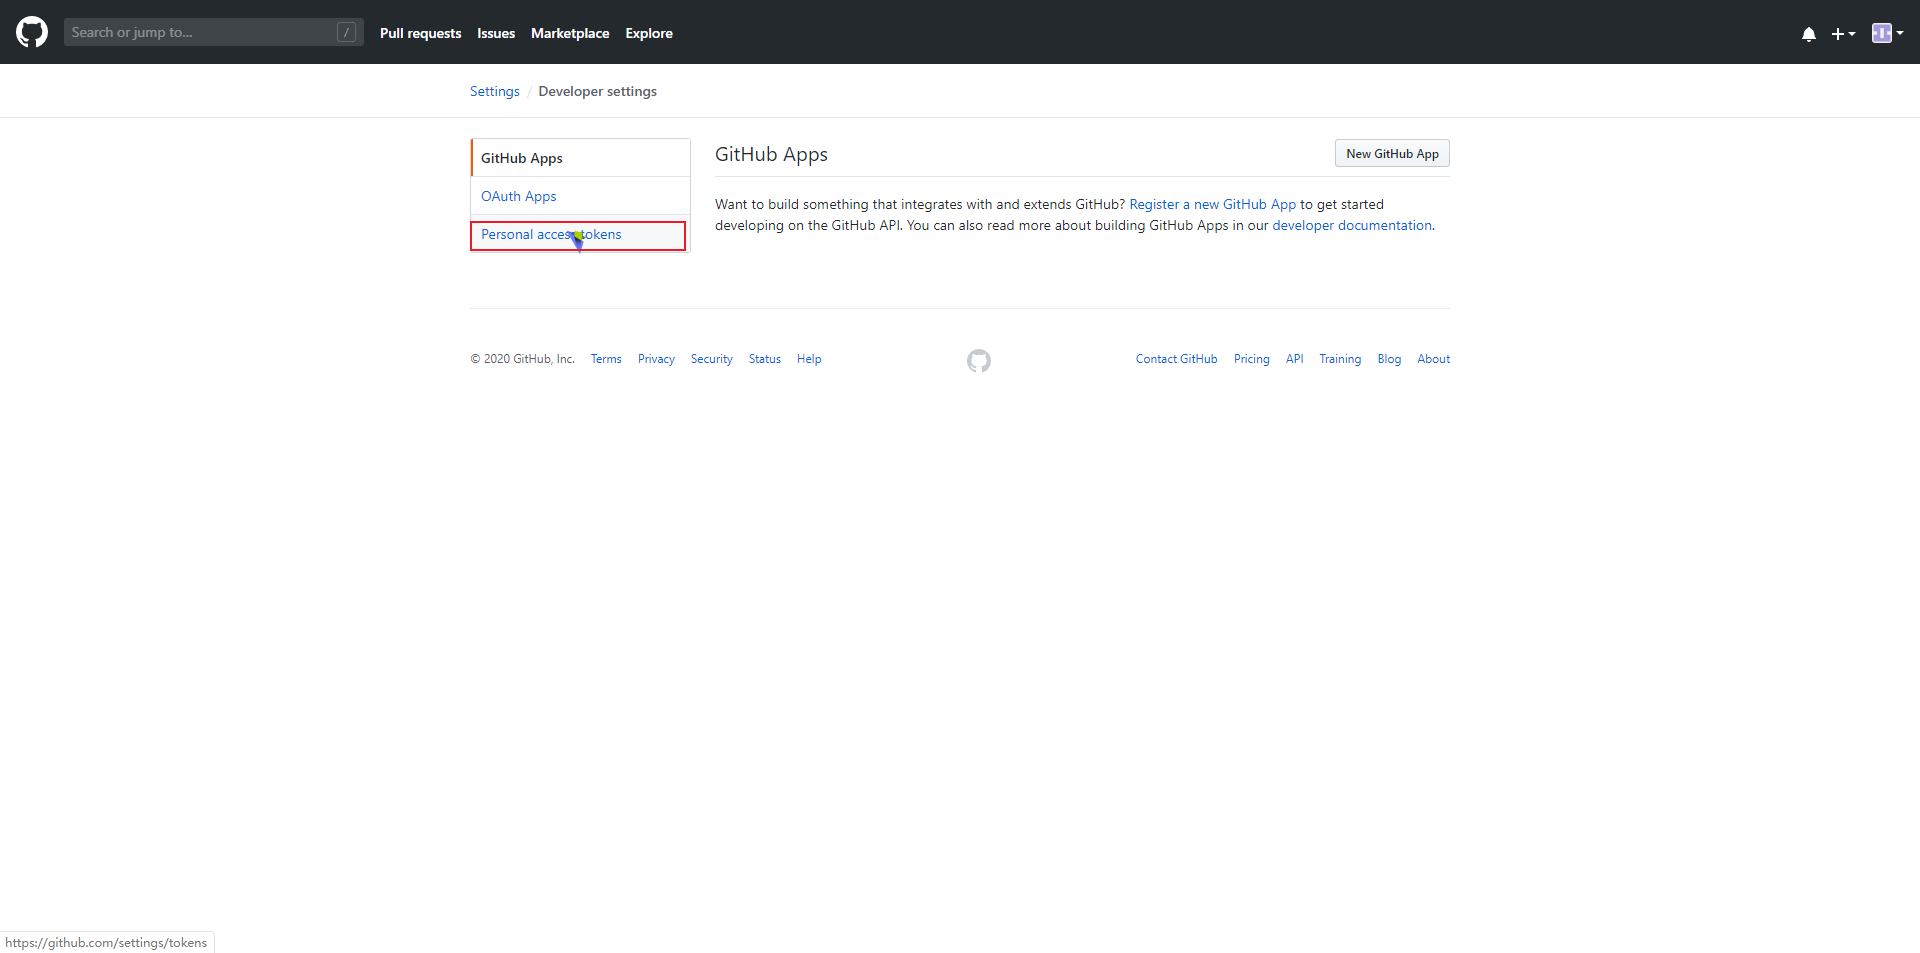 Search or jump to... /
Pull requests Issues Marketplace Explore
Settings / Developer settings
GitHub Apps
OAuth Apps
Personal access tokens
GitHub Apps
New GitHub App
Want to build something that integrates with and extends GitHub? Register a new GitHub App to get started
developing on the GitHub API. You can also read more about building GitHub Apps in our developer documentation.
© 2020 GitHub, Inc. Terms Privacy Security Status Help
Contact GitHub Pricing API Training Blog About
https://github.com/settings/tokens